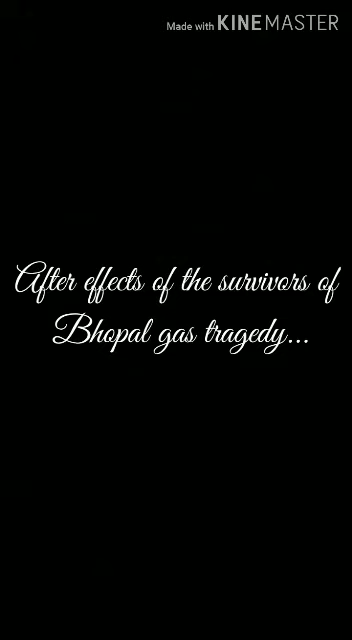 Made with KINEMASTER
After effects of the survivors of
Bhopal gas tragedy...